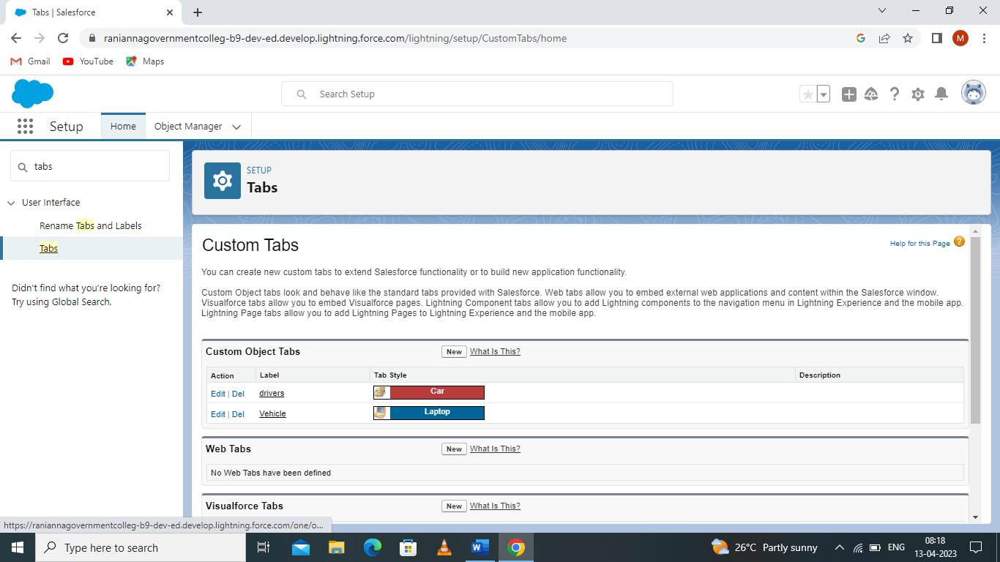 Tabs | Salesforce
raniannagovernmentcolleg-b9-dev-ed.develop.lightning.force.com/lightning/setup/CustomTabs/home
M
Gmail YouTube Maps
Search Setup
Setup Home Object Manager
tabs
User Interface
Rename Tabs and Labels
Tabs
Didn't find what you're looking for?
Try using Global Search.
SETUP
Tabs
Custom Tabs
Help for this Page ?
You can create new custom tabs to extend Salesforce functionality or to build new application functionality.
Custom Object tabs look and behave like the standard tabs provided with Salesforce. Web tabs allow you to embed external web applications and content within the Salesforce window.
Visualforce tabs allow you to embed Visualforce pages. Lightning Component tabs allow you to add Lightning components to the navigation menu in Lightning Experience and the mobile app.
Lightning Page tabs allow you to add Lightning Pages to Lightning Experience and the mobile app.
Custom Object Tabs New What Is This?
Action Label Tab Style Description
Edit | Del drivers Car
Edit | Del Vehicle Laptop
Web Tabs New What Is This?
No Web Tabs have been defined
Visualforce Tabs New What Is This?
https://raniannagovernmentcolleg-b9-dev-ed.develop.lightning.force.com/one/o...
Type here to search
W
26°C Partly sunny
ENG
08:18
13-04-2023